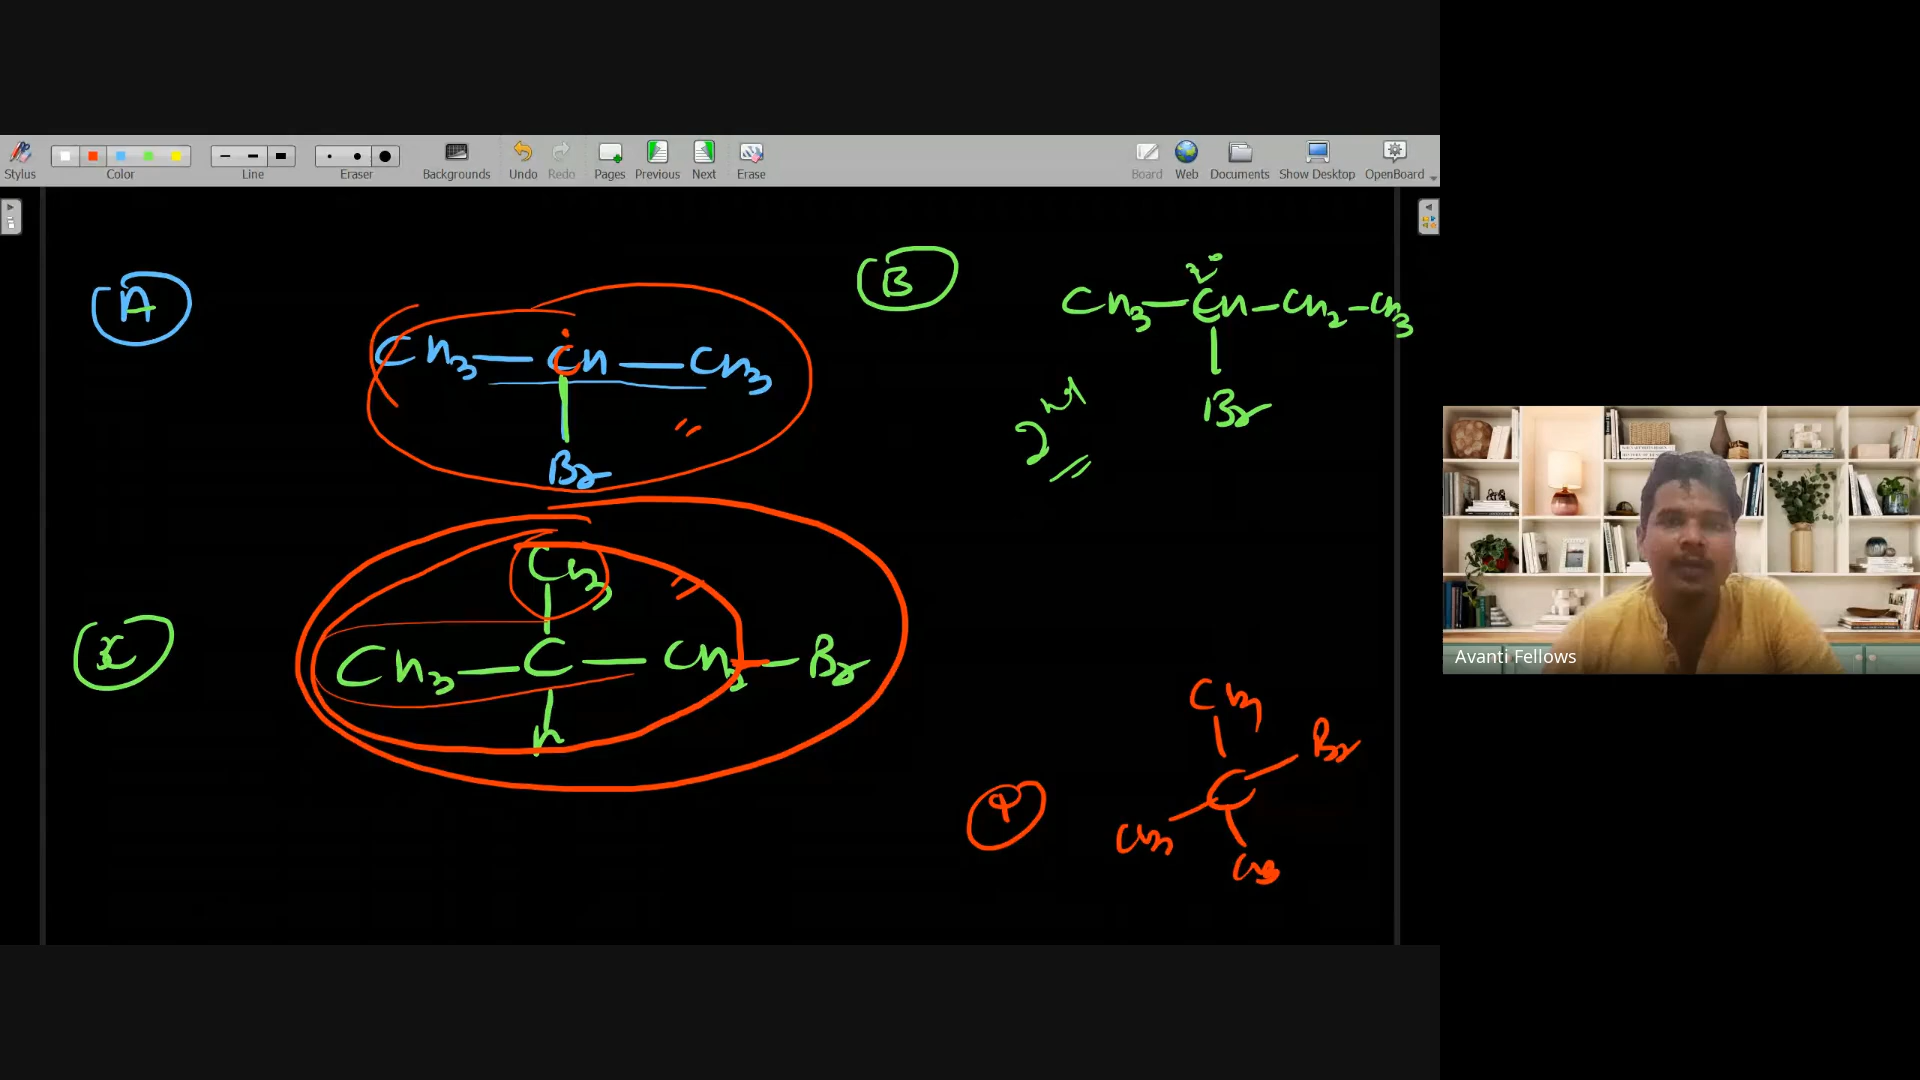 Stylus Color Line Eraser Backgrounds Undo Redo Pages Previous Next Erase Board Web Documents Show Desktop OpenBoard
A
CH3—CH—CH3
Br
B
2°
CH3—CH—CH2—CH3
Br
2
CH3
CH3—C—CH2—Br
H
CH3
C
Br
CH3
CH3
Avanti Fellows